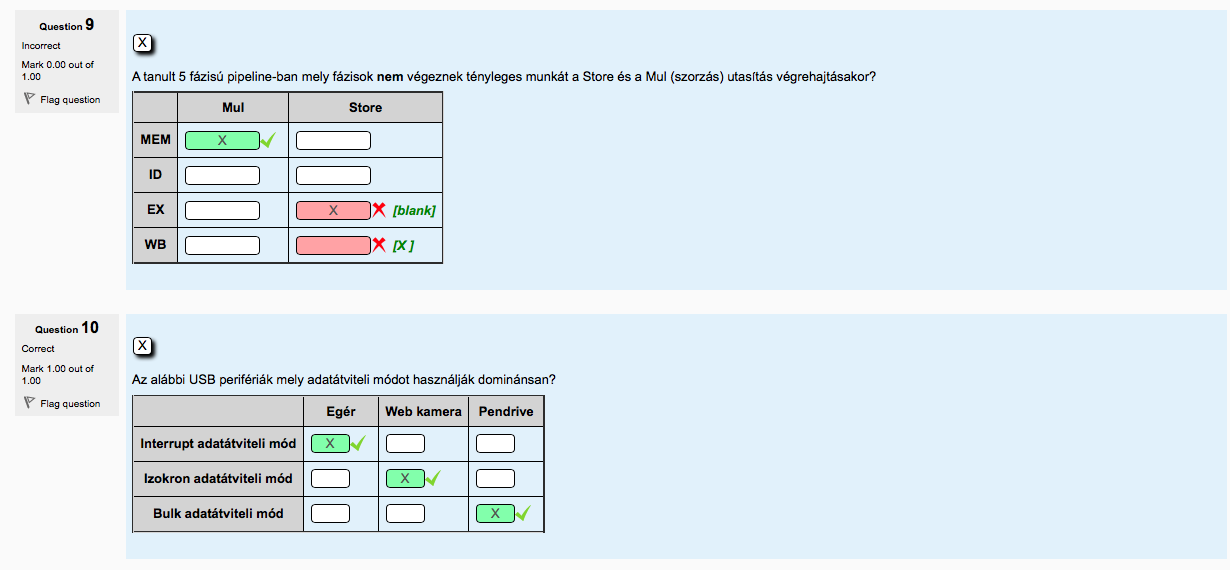 Question 9
Incorrect
Mark 0.00 out of
1.00
Flag question
X
A tanult 5 fázisú pipeline-ban mely fázisok nem végeznek tényleges munkát a Store és a Mul (szorzás) utasítás végrehajtásakor?
Mul Store
MEM X
ID
EX X [blank]
WB [X ]
Question 10
Correct
Mark 1.00 out of
1.00
Flag question
X
Az alábbi USB perifériák mely adatátviteli módot használják dominánsan?
Egér Web kamera Pendrive
Interrupt adatátviteli mód X
Izokron adatátviteli mód X
Bulk adatátviteli mód X